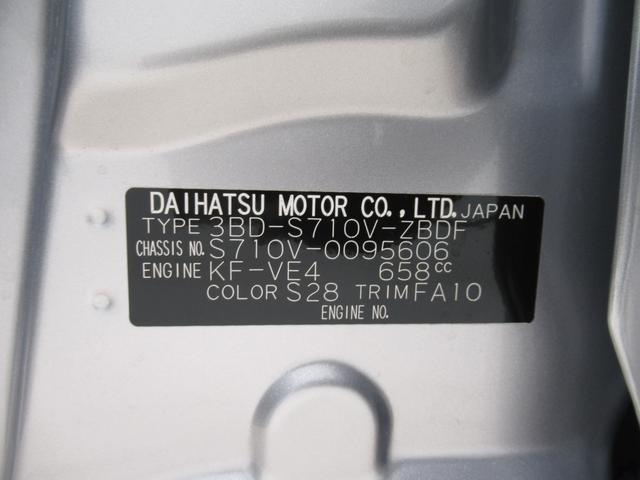 DAIHATSU MOTOR CO., LTD. JAPAN
TYPE 3BD-S710V-ZBDF
CHASSIS NO. S710V-0095606
ENGINE KF-VE4 658CC
COLOR S28 TRIM FA10
ENGINE NO.